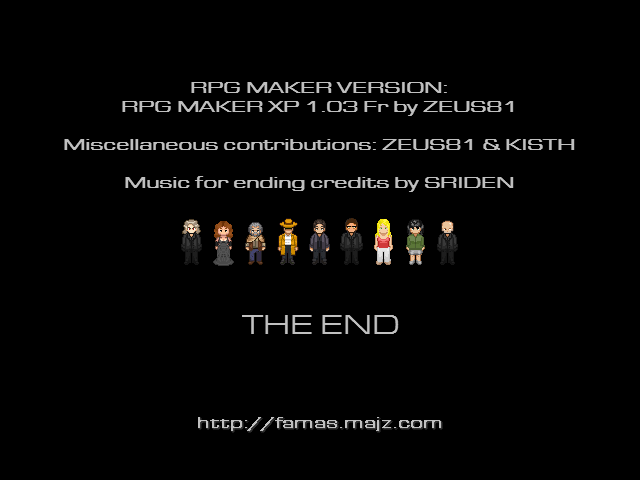 RPG MAKER VERSION:
RPG MAKER XP 1.03 Fr by ZEUS81
Miscellaneous contributions: ZEUS81 & KISTH
Music for ending credits by SRIDEN
THE END
http://famas.majz.com